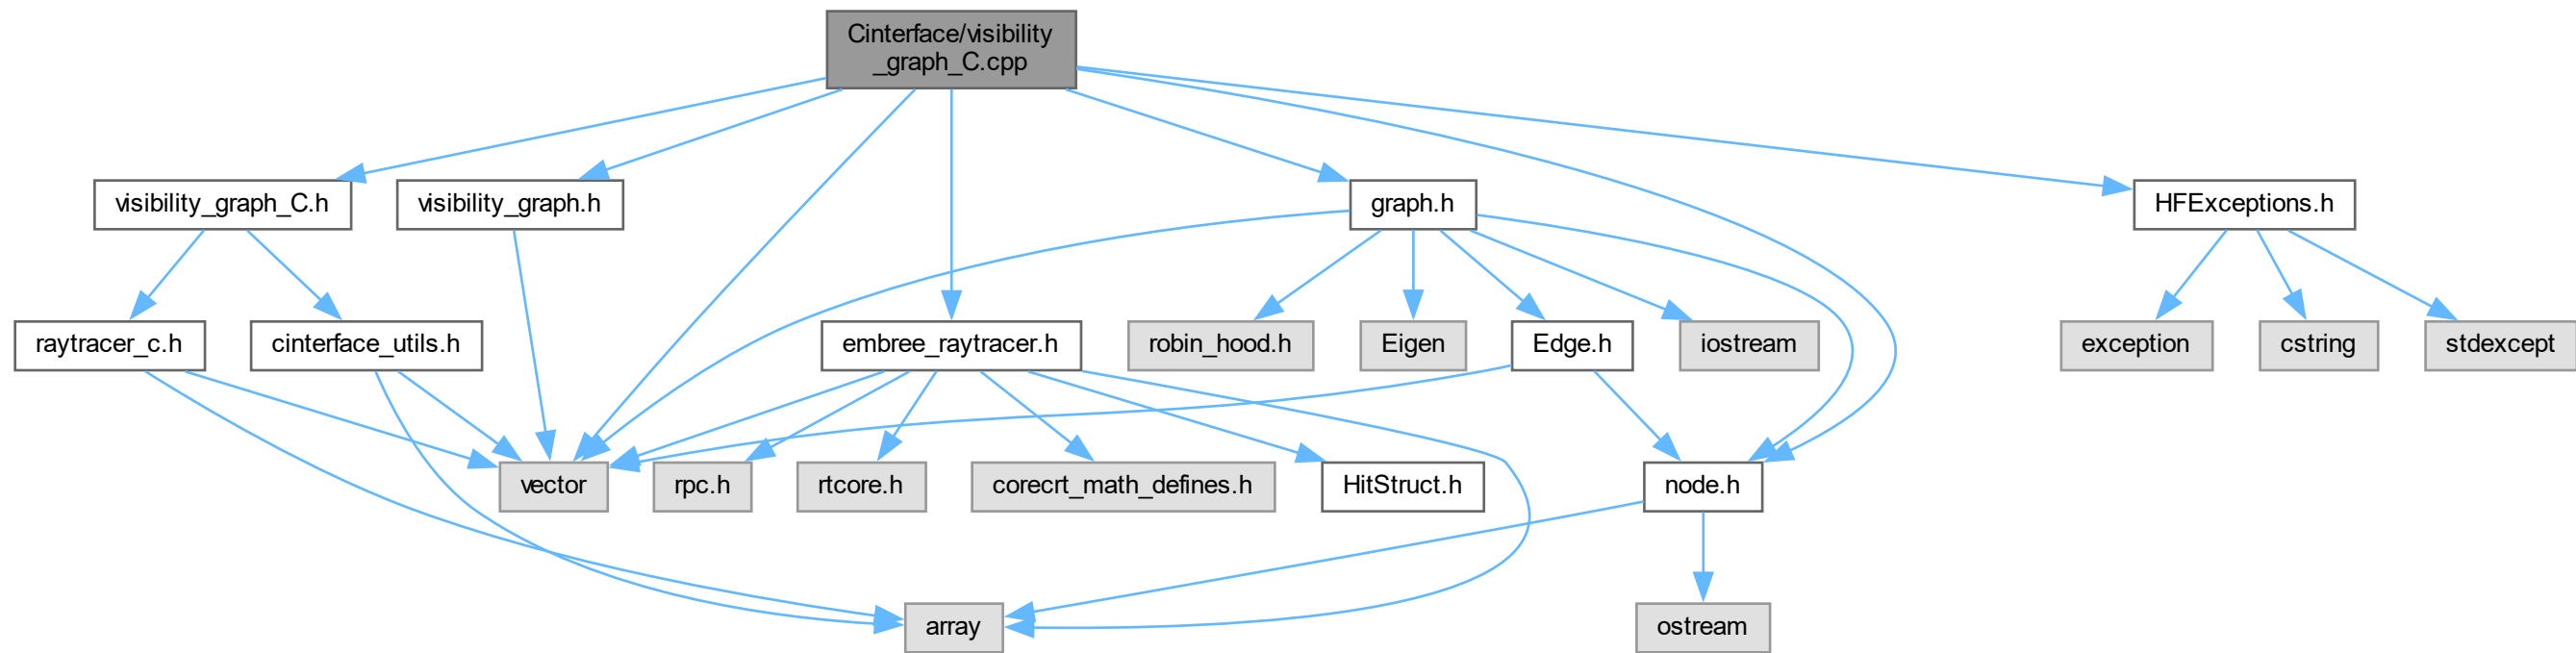 Cinterface/visibility
_graph_C.cpp
visibility_graph_C.h
visibility_graph.h
graph.h
HFExceptions.h
raytracer_c.h
cinterface_utils.h
embree_raytracer.h
robin_hood.h
Eigen
Edge.h
iostream
exception
cstring
stdexcept
vector
rpc.h
rtcore.h
corecrt_math_defines.h
HitStruct.h
node.h
array
ostream